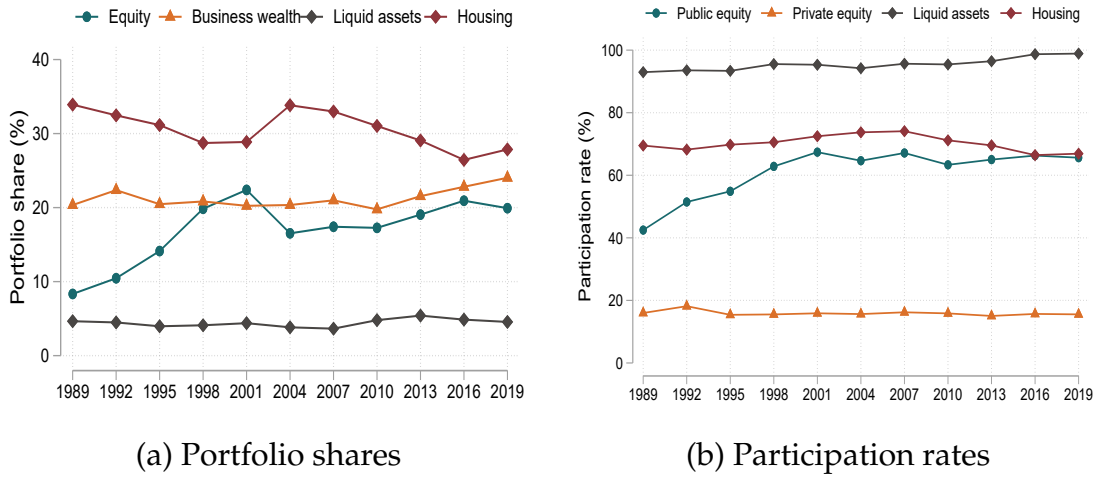 Equity Business wealth Liquid assets Housing
Portfolio share (%)
40
30
20
10
0
1989 1992 1995 1998 2001 2004 2007 2010 2013 2016 2019
(a) Portfolio shares
Public equity Private equity Liquid assets Housing
Participation rate (%)
100
80
60
40
20
0
1989 1992 1995 1998 2001 2004 2007 2010 2013 2016 2019
(b) Participation rates